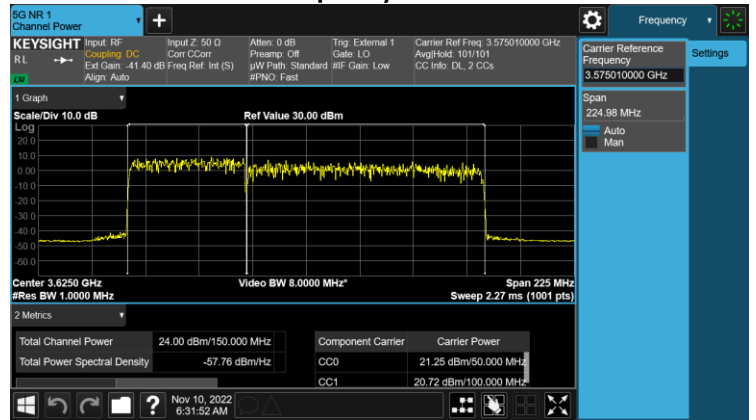 5G NR 1
Channel Power
Frequency
KEYSIGHT
RL
LXI
Input: RF
Coupling: DC
Ext Gain: -41.40 dB
Align: Auto
Input Z: 50 Ω
Corr CCorr
Freq Ref: Int (S)
Atten: 0 dB
Preamp: Off
µW Path: Standard
#PNO: Fast
Trig: External 1
Gate: LO
#IF Gain: Low
Carrier Ref Freq: 3.575010000 GHz
Avg|Hold: 101/101
CC Info: DL, 2 CCs
Carrier Reference
Frequency
3.575010000 GHz
Settings
Span
224.98 MHz
Auto
Man
1 Graph
Scale/Div 10.0 dB
Ref Value 30.00 dBm
Log
20.0
10.0
0.00
-10.0
-20.0
-30.0
-40.0
-50.0
-60.0
Center 3.6250 GHz
Video BW 8.0000 MHz*
Span 225 MHz
#Res BW 1.0000 MHz
Sweep 2.27 ms (1001 pts)
2 Metrics
Total Channel Power 24.00 dBm/150.000 MHz
Total Power Spectral Density -57.76 dBm/Hz
Component Carrier Carrier Power
CC0 21.25 dBm/50.000 MHz
CC1 20.72 dBm/100.000 MHz
?
Nov 10, 2022
6:31:52 AM